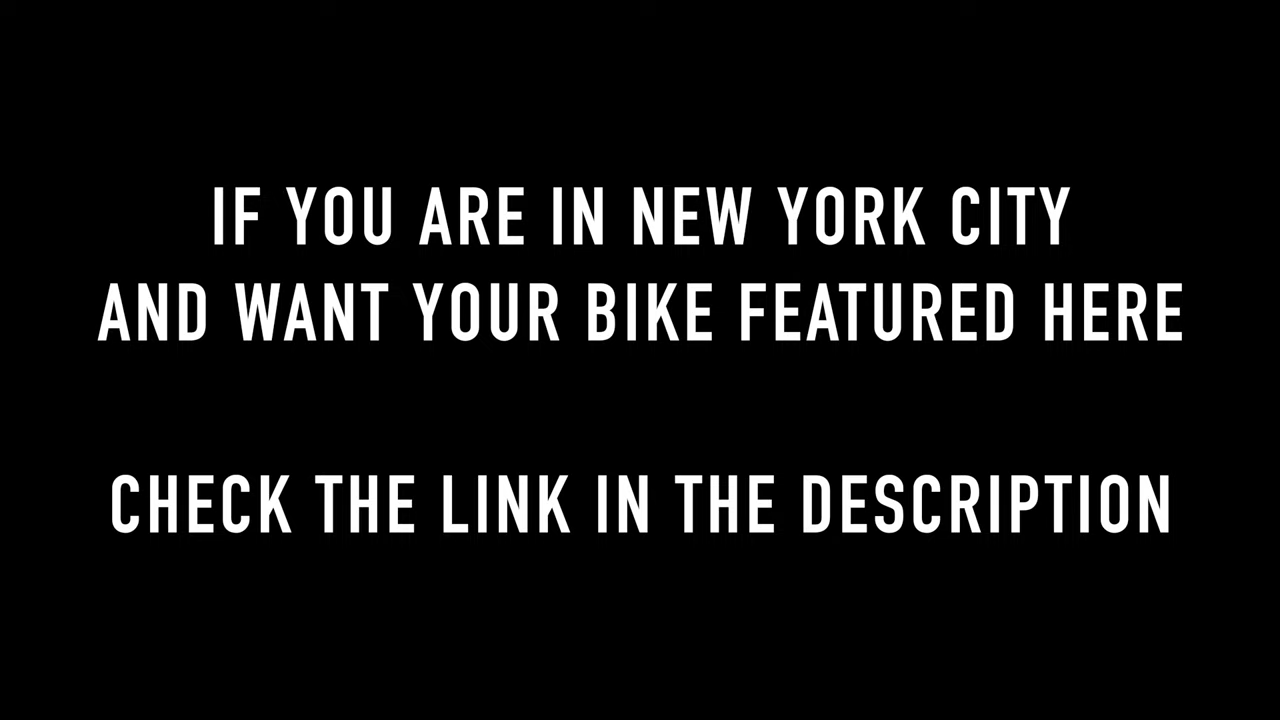 IF YOU ARE IN NEW YORK CITY
AND WANT YOUR BIKE FEATURED HERE
CHECK THE LINK IN THE DESCRIPTION